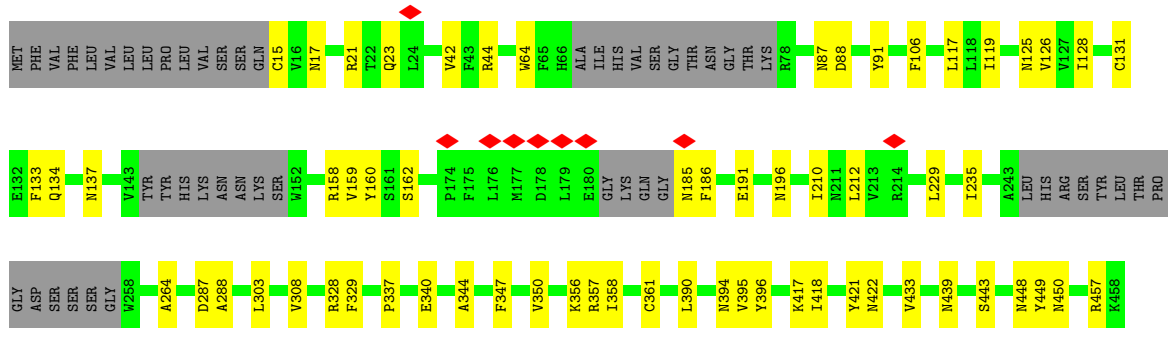 MET PHE VAL PHE LEU LEU VAL LEU LEU PRO LEU VAL SER SER GLN C15 V16 N17 R21 T22 Q23 L24 V42 F43 R44 W64 F65 H66 ALA ILE HIS VAL SER GLY THR ASN GLY THR LYS R78 N87 D88 Y91 F106 L117 L118 I119 N125 V126 V127 I128 C131
E132 F133 Q134 N137 V143 TYR TYR HIS LYS ASN ASN LYS SER W152 R158 V159 Y160 S161 S162 P174 F175 L176 M177 D178 L179 E180 GLY LYS GLN GLY N185 F186 E191 N196 I210 N211 L212 V213 R214 L229 I235 A243 LEU HIS ARG SER TYR LEU THR PRO
GLY ASP SER SER SER GLY W258 A264 D287 A288 L303 V308 R328 F329 P337 E340 A344 F347 V350 K356 R357 I358 C361 L390 N394 V395 Y396 K417 I418 Y421 N422 V433 N439 S443 N448 Y449 N450 R457 K458